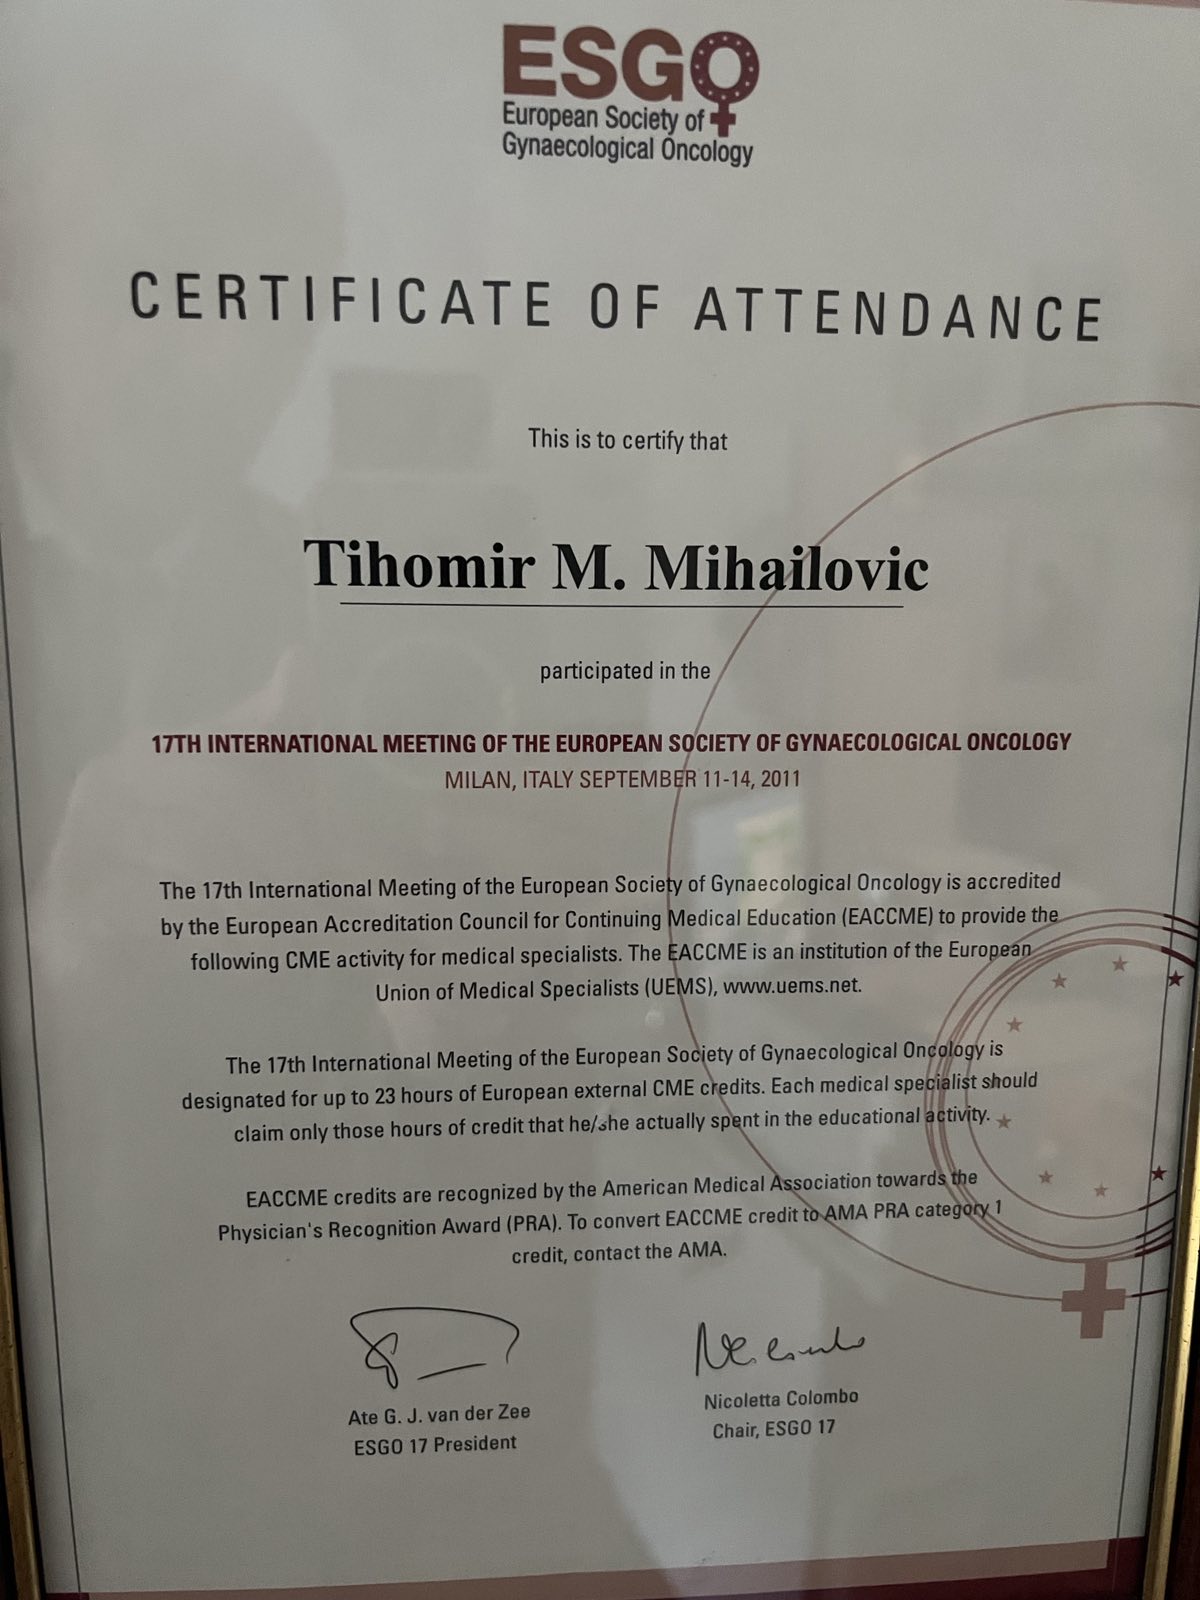 ESGO
European Society of
Gynaecological Oncology
CERTIFICATE OF ATTENDANCE
This is to certify that
Tihomir M. Mihailovic
participated in the
17TH INTERNATIONAL MEETING OF THE EUROPEAN SOCIETY OF GYNAECOLOGICAL ONCOLOGY
MILAN, ITALY SEPTEMBER 11-14, 2011
The 17th International Meeting of the European Society of Gynaecological Oncology is accredited
by the European Accreditation Council for Continuing Medical Education (EACCME) to provide the
following CME activity for medical specialists. The EACCME is an institution of the European
Union of Medical Specialists (UEMS), www.uems.net.
The 17th International Meeting of the European Society of Gynaecological Oncology is
designated for up to 23 hours of European external CME credits. Each medical specialist should
claim only those hours of credit that he/she actually spent in the educational activity.
EACCME credits are recognized by the American Medical Association towards the
Physician's Recognition Award (PRA). To convert EACCME credit to AMA PRA category 1
credit, contact the AMA.
Ate G. J. van der Zee
ESGO 17 President
Nicoletta Colombo
Chair, ESGO 17